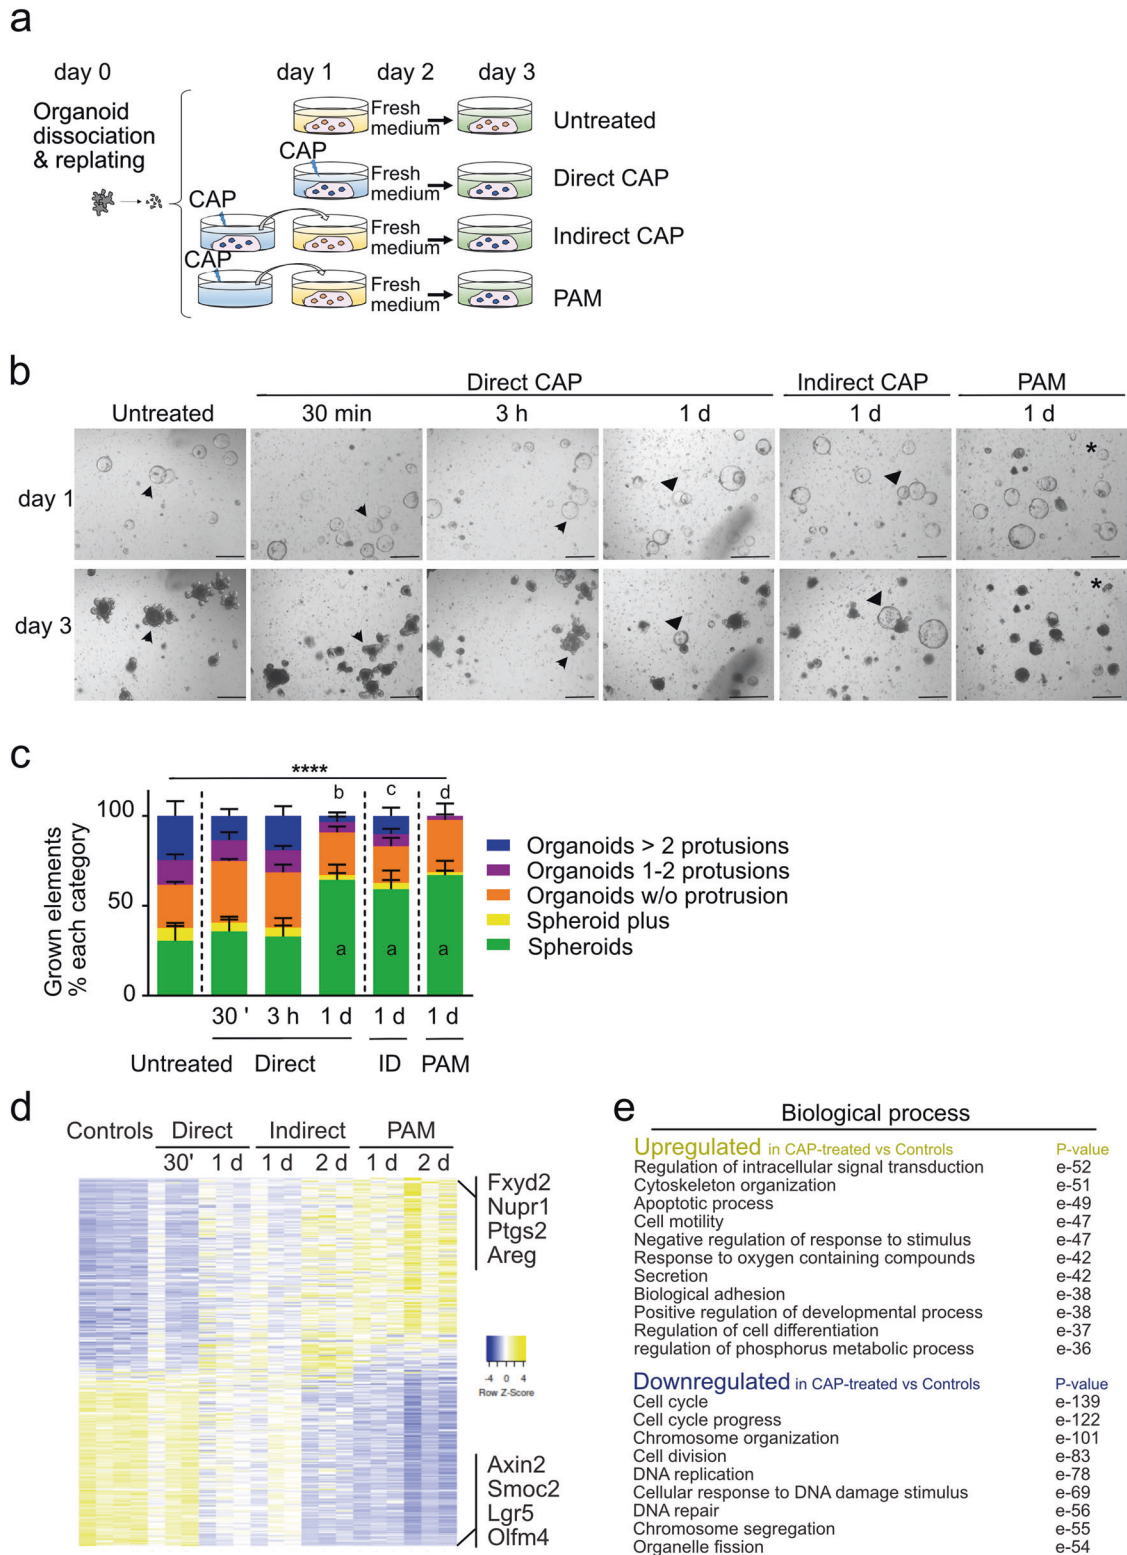 a
day 0
day 1
day 2
day 3
Organoid
dissociation
& replating
Fresh
medium
Untreated
CAP
Fresh
medium
Direct CAP
CAP
Fresh
medium
Indirect CAP
CAP
Fresh
medium
PAM
b
Direct CAP
Indirect CAP
PAM
Untreated
30 min
3 h
1 d
1 d
1 d
day 1
*
day 3
*
c
****
b
c
d
Grown elements
% each category
100
50
0
a
a
a
30 '
3 h
1 d
1 d
1 d
Untreated
Direct
ID
PAM
Organoids > 2 protusions
Organoids 1-2 protusions
Organoids w/o protrusion
Spheroid plus
Spheroids
d
Controls
Direct
Indirect
PAM
30'
1 d
1 d
2 d
1 d
2 d
Fxyd2
Nupr1
Ptgs2
Areg
-4 0 4
Row Z-Score
Axin2
Smoc2
Lgr5
Olfm4
e
Biological process
Upregulated in CAP-treated vs Controls P-value
Regulation of intracellular signal transduction e-52
Cytoskeleton organization e-51
Apoptotic process e-49
Cell motility e-47
Negative regulation of response to stimulus e-47
Response to oxygen containing compounds e-42
Secretion e-42
Biological adhesion e-38
Positive regulation of developmental process e-38
Regulation of cell differentiation e-37
regulation of phosphorus metabolic process e-36
Downregulated in CAP-treated vs Controls P-value
Cell cycle e-139
Cell cycle progress e-122
Chromosome organization e-101
Cell division e-83
DNA replication e-78
Cellular response to DNA damage stimulus e-69
DNA repair e-56
Chromosome segregation e-55
Organelle fission e-54